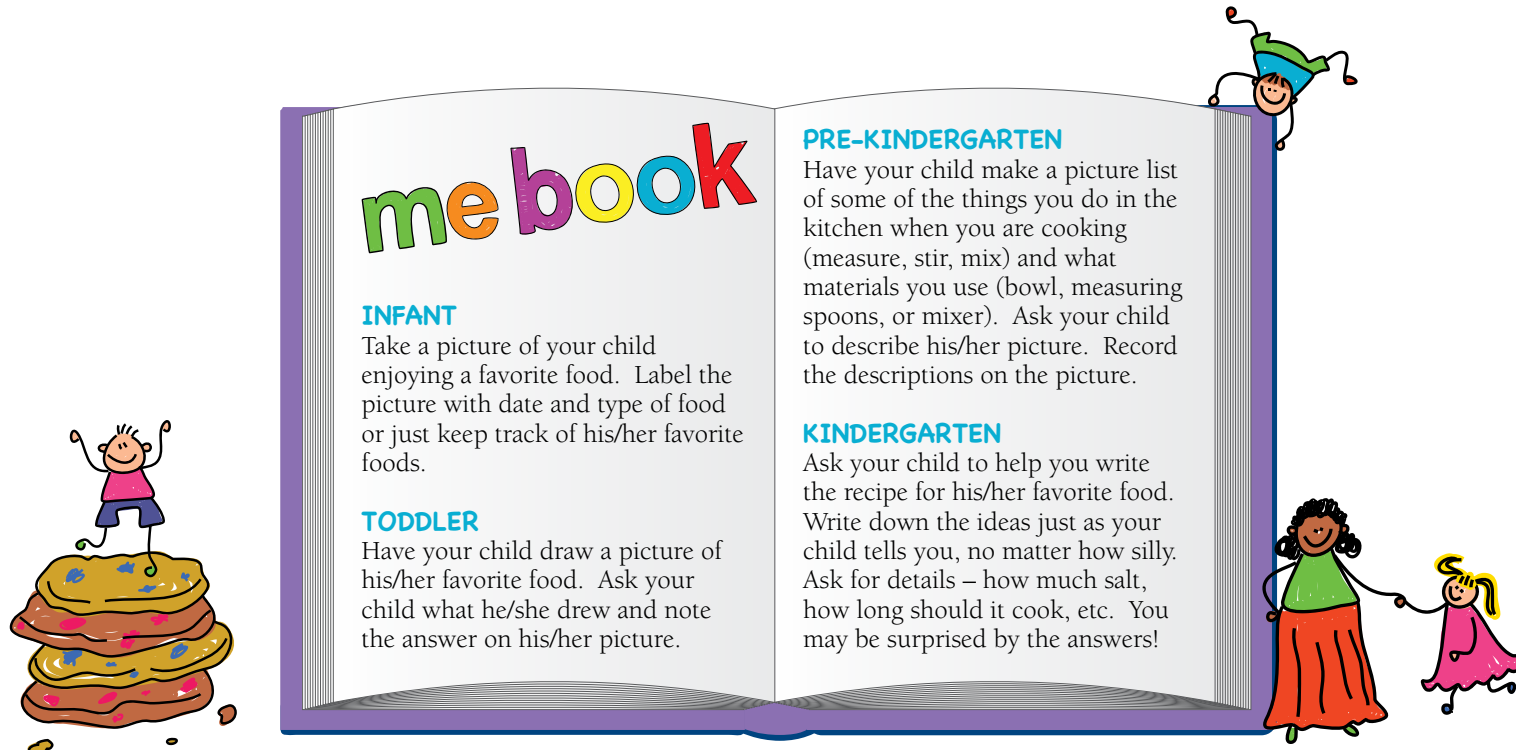 me book
INFANT
Take a picture of your child
enjoying a favorite food.  Label the
picture with date and type of food
or just keep track of his/her favorite
foods.
TODDLER
Have your child draw a picture of
his/her favorite food.  Ask your
child what he/she drew and note
the answer on his/her picture.
PRE-KINDERGARTEN
Have your child make a picture list
of some of the things you do in the
kitchen when you are cooking
(measure, stir, mix) and what
materials you use (bowl, measuring
spoons, or mixer).  Ask your child
to describe his/her picture.  Record
the descriptions on the picture.
KINDERGARTEN
Ask your child to help you write
the recipe for his/her favorite food.
Write down the ideas just as your
child tells you, no matter how silly.
Ask for details – how much salt,
how long should it cook, etc.  You
may be surprised by the answers!